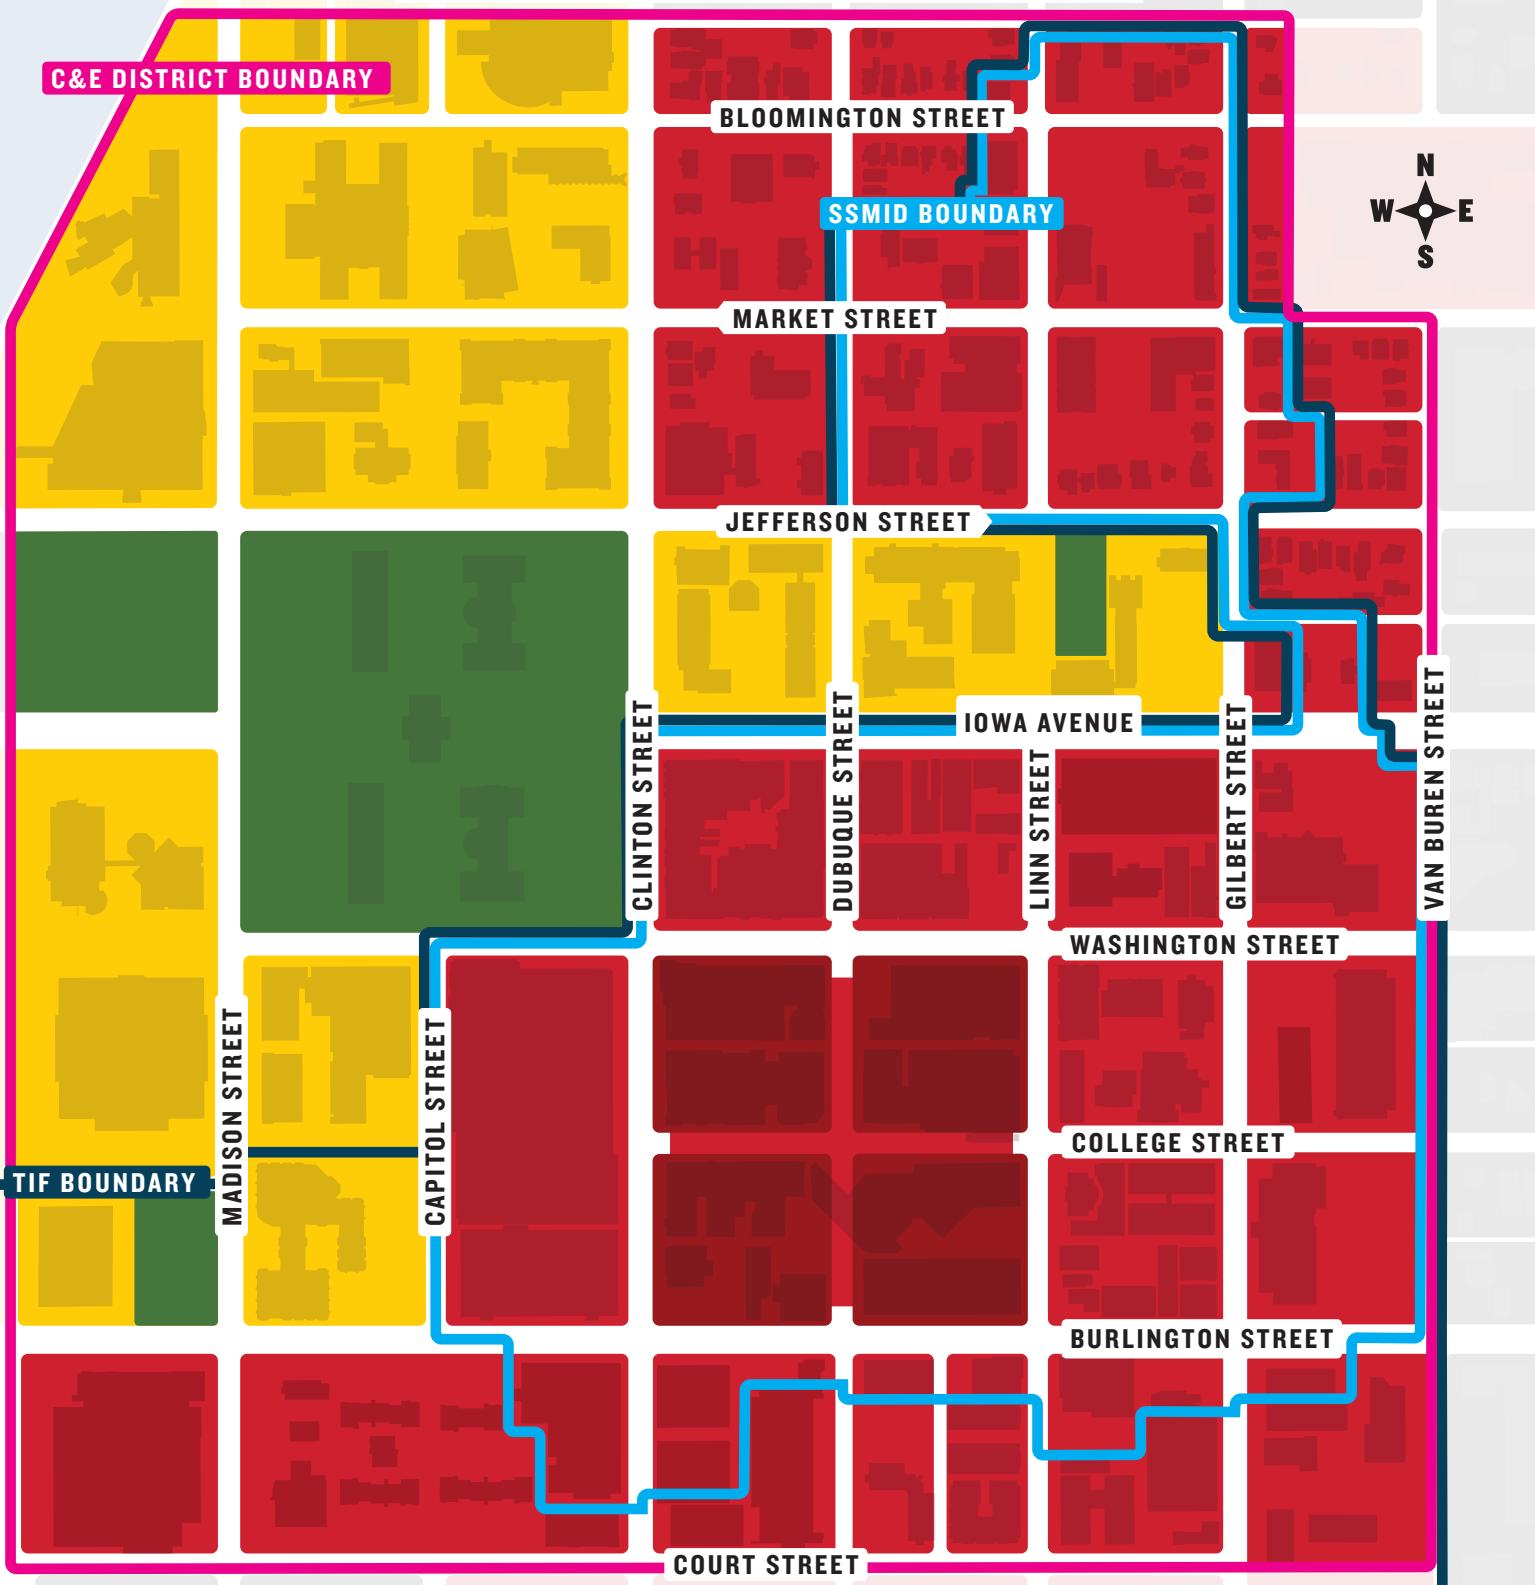 C&E DISTRICT BOUNDARY
BLOOMINGTON STREET
N
W E
S
SSMID BOUNDARY
MARKET STREET
JEFFERSON STREET
IOWA AVENUE
CLINTON STREET
DUBUQUE STREET
LINN STREET
GILBERT STREET
VAN BUREN STREET
WASHINGTON STREET
MADISON STREET
CAPITOL STREET
COLLEGE STREET
TIF BOUNDARY
BURLINGTON STREET
COURT STREET